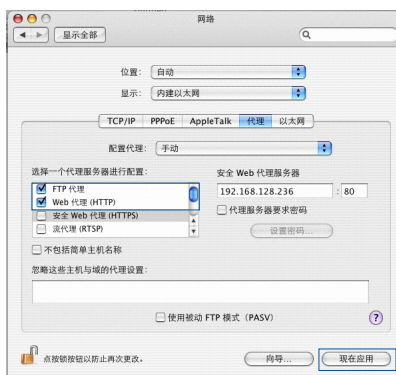 网络
显示全部
位置： 自动
显示： 内建以太网
TCP/IP PPPoE AppleTalk 代理 以太网
配置代理： 手动
选择一个代理服务器进行配置：
FTP 代理
Web 代理 (HTTP)
安全 Web 代理 (HTTPS)
流代理 (RTSP)
安全 Web 代理服务器
192.168.128.236 : 80
代理服务器要求密码
设置密码...
不包括简单主机名称
忽略这些主机与域的代理设置：
使用被动 FTP 模式（PASV）
?
点按锁按钮以防止再次更改。
向导... 现在应用